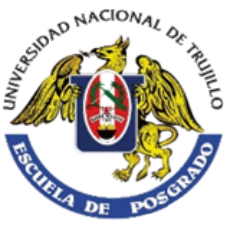 UNIVERSIDAD NACIONAL DE TRUJILLO
ESCUELA DE POSGRADO